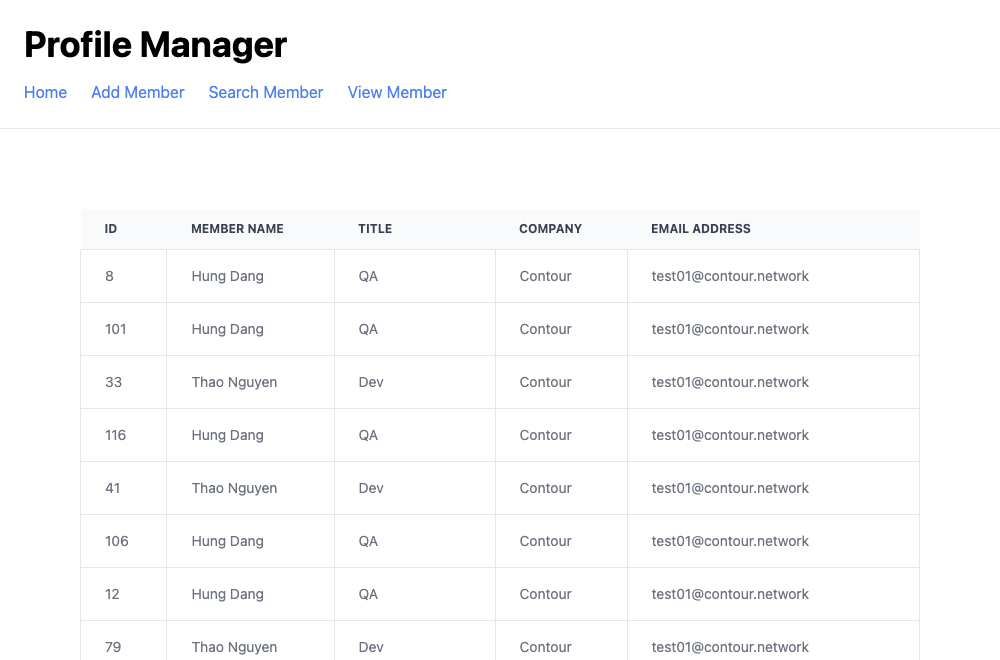 Profile Manager
Home Add Member Search Member View Member
ID MEMBER NAME TITLE COMPANY EMAIL ADDRESS
8 Hung Dang QA Contour test01@contour.network
101 Hung Dang QA Contour test01@contour.network
33 Thao Nguyen Dev Contour test01@contour.network
116 Hung Dang QA Contour test01@contour.network
41 Thao Nguyen Dev Contour test01@contour.network
106 Hung Dang QA Contour test01@contour.network
12 Hung Dang QA Contour test01@contour.network
79 Thao Nguyen Dev Contour test01@contour.network